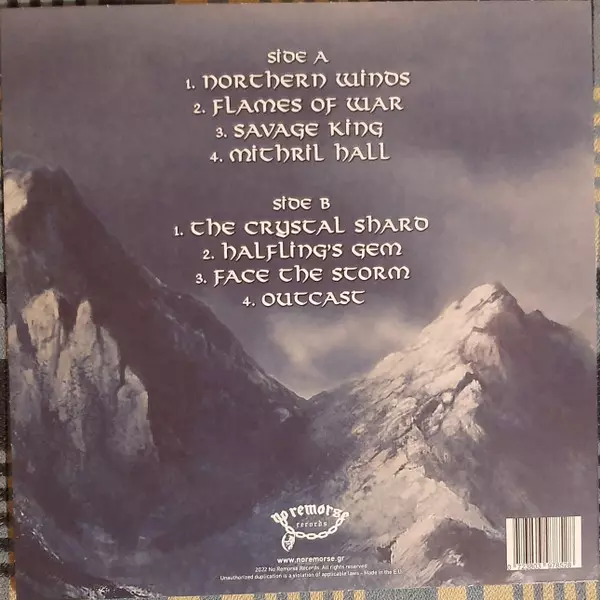 SIDE A
1. NORTHERN WINDS
2. FLAMES OF WAR
3. SAVAGE KING
4. MITHRIL HALL
SIDE B
1. THE CRYSTAL SHARD
2. HALFLING'S GEM
3. FACE THE STORM
4. OUTCAST
no remorse
records
www.noremorse.gr
2022 No Remorse Records. All rights reserved.
Unauthorized duplication is a violation of applicable laws - Made in the E.U.